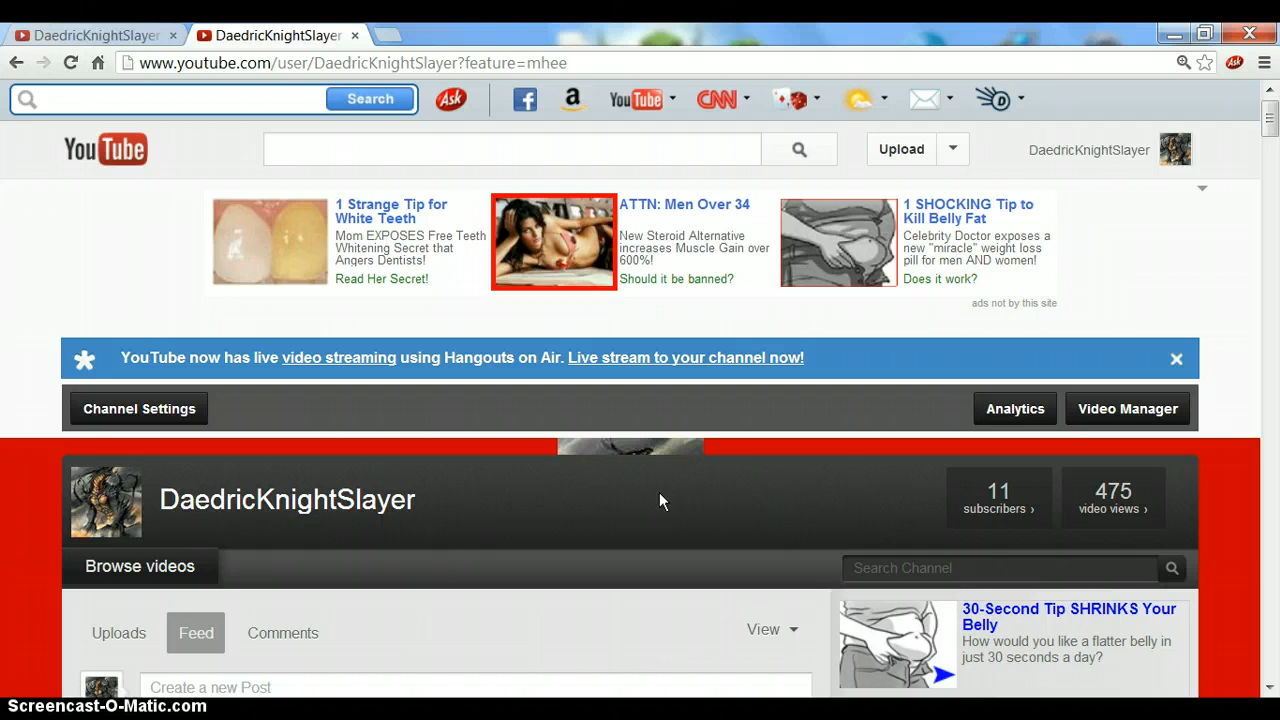 DaedricKnightSlayer
DaedricKnightSlayer
www.youtube.com/user/DaedricKnightSlayer?feature=mhee
Ask
Search
Ask
f
a
YouTube
CNN
D
YouTube
Upload
DaedricKnightSlayer
1 Strange Tip for
White Teeth
Mom EXPOSES Free Teeth
Whitening Secret that
Angers Dentists!
Read Her Secret!
ATTN: Men Over 34
New Steroid Alternative
increases Muscle Gain over
600%!
Should it be banned?
1 SHOCKING Tip to
Kill Belly Fat
Celebrity Doctor exposes a
new "miracle" weight loss
pill for men AND women!
Does it work?
ads not by this site
YouTube now has live video streaming using Hangouts on Air. Live stream to your channel now!
Channel Settings
Analytics
Video Manager
DaedricKnightSlayer
11
subscribers ›
475
video views ›
Browse videos
Search Channel
Uploads
Feed
Comments
View
30-Second Tip SHRINKS Your
Belly
How would you like a flatter belly in
just 30 seconds a day?
Create a new Post
Screencast-O-Matic.com